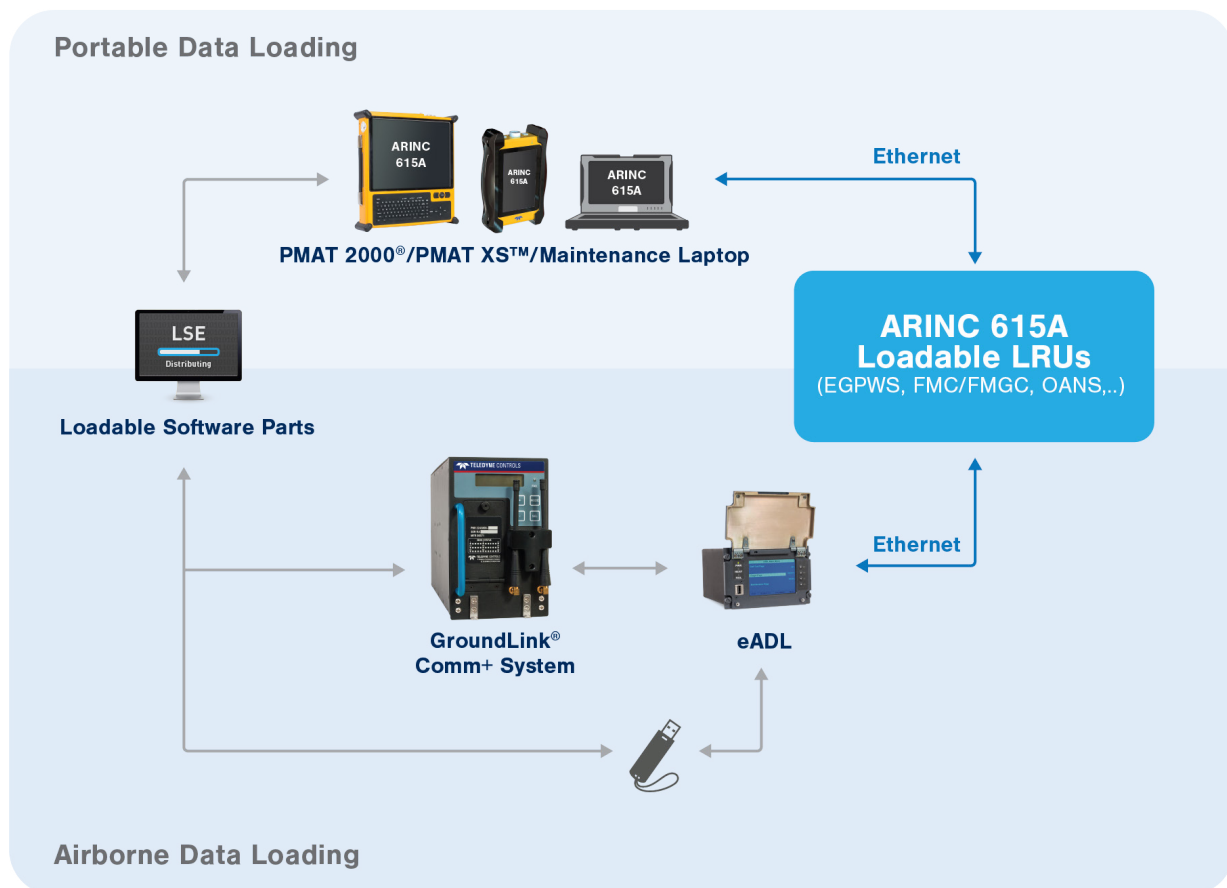 Portable Data Loading
ARINC
615A
ARINC
615A
ARINC
615A
Ethernet
PMAT 2000®/PMAT XS™/Maintenance Laptop
LSE
Distributing
Loadable Software Parts
ARINC 615A
Loadable LRUs
(EGPWS, FMC/FMGC, OANS,..)
TELEDYNE CONTROLS
Ethernet
GroundLink®
Comm+ System
eADL
Airborne Data Loading